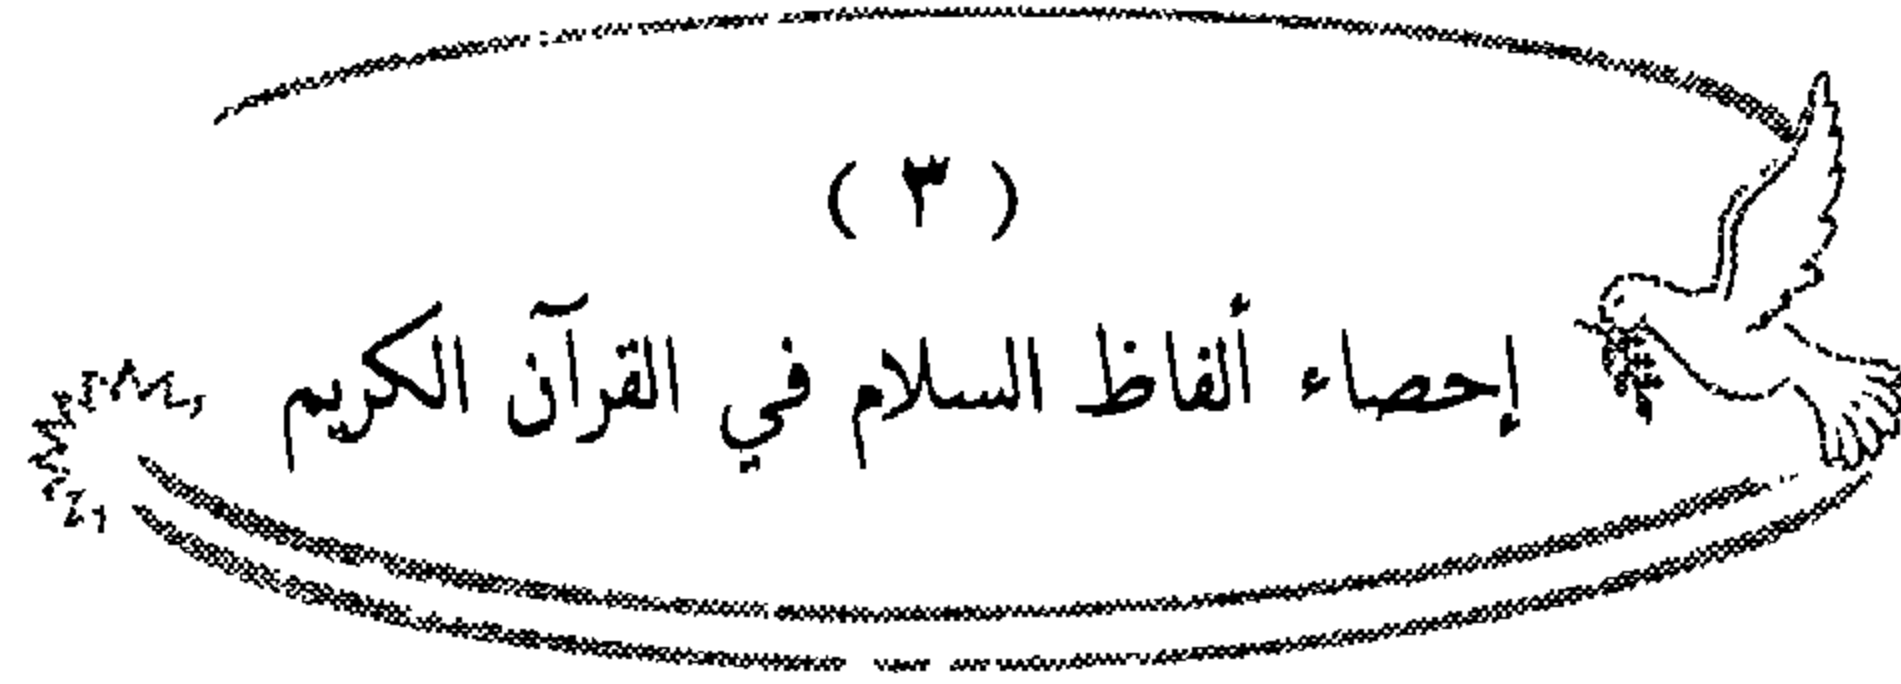 ( ٣ )
إحصاء ألفاظ السلام في القرآن الكريم